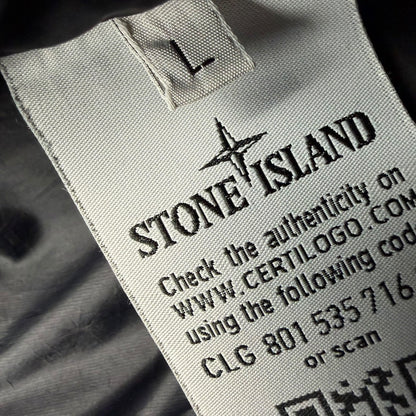 L
STONE ISLAND
Check the authenticity on
WWW.CERTILOGO.COM
using the following code
CLG 801 535 716
or scan